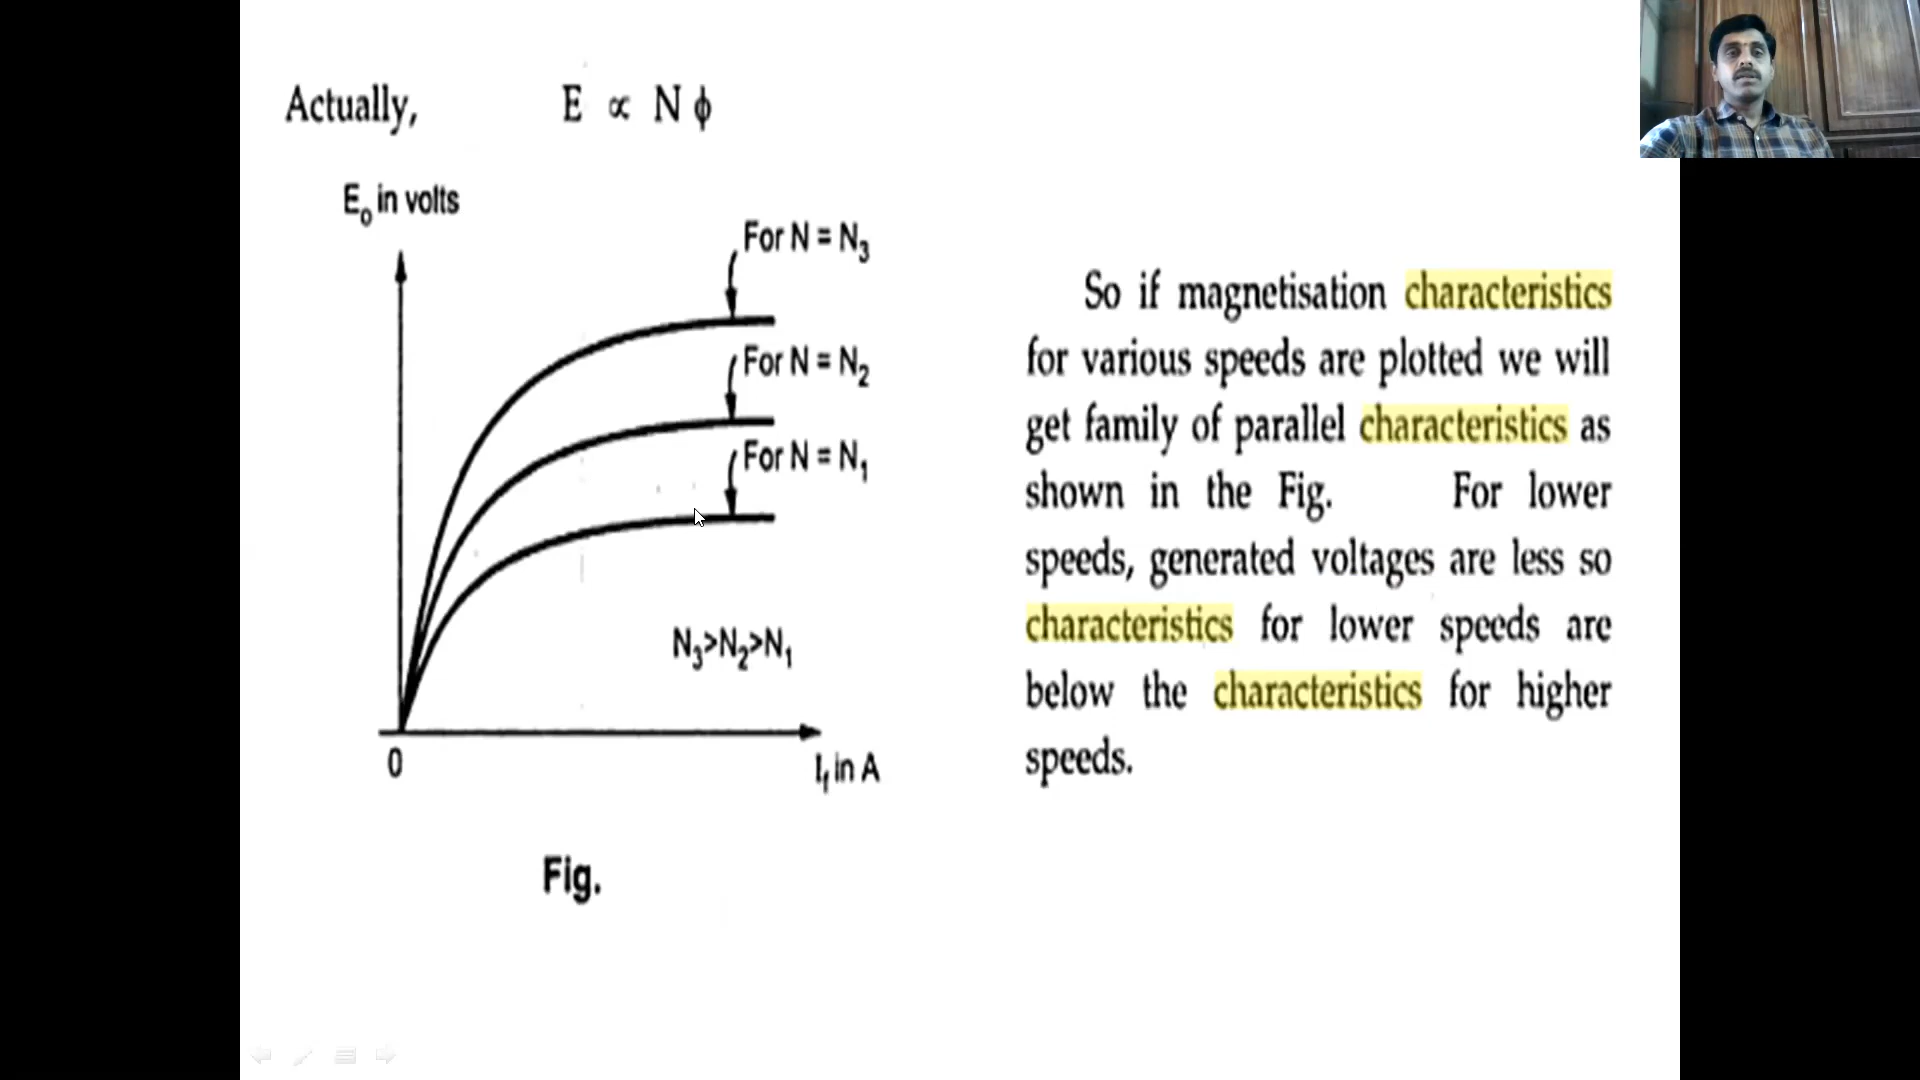 Actually, E ∝ N ϕ
E₀ in volts
For N = N₃
For N = N₂
For N = N₁
N₃>N₂>N₁
0
I_f in A
Fig.
So if magnetisation characteristics
for various speeds are plotted we will
get family of parallel characteristics as
shown in the Fig. For lower
speeds, generated voltages are less so
characteristics for lower speeds are
below the characteristics for higher
speeds.